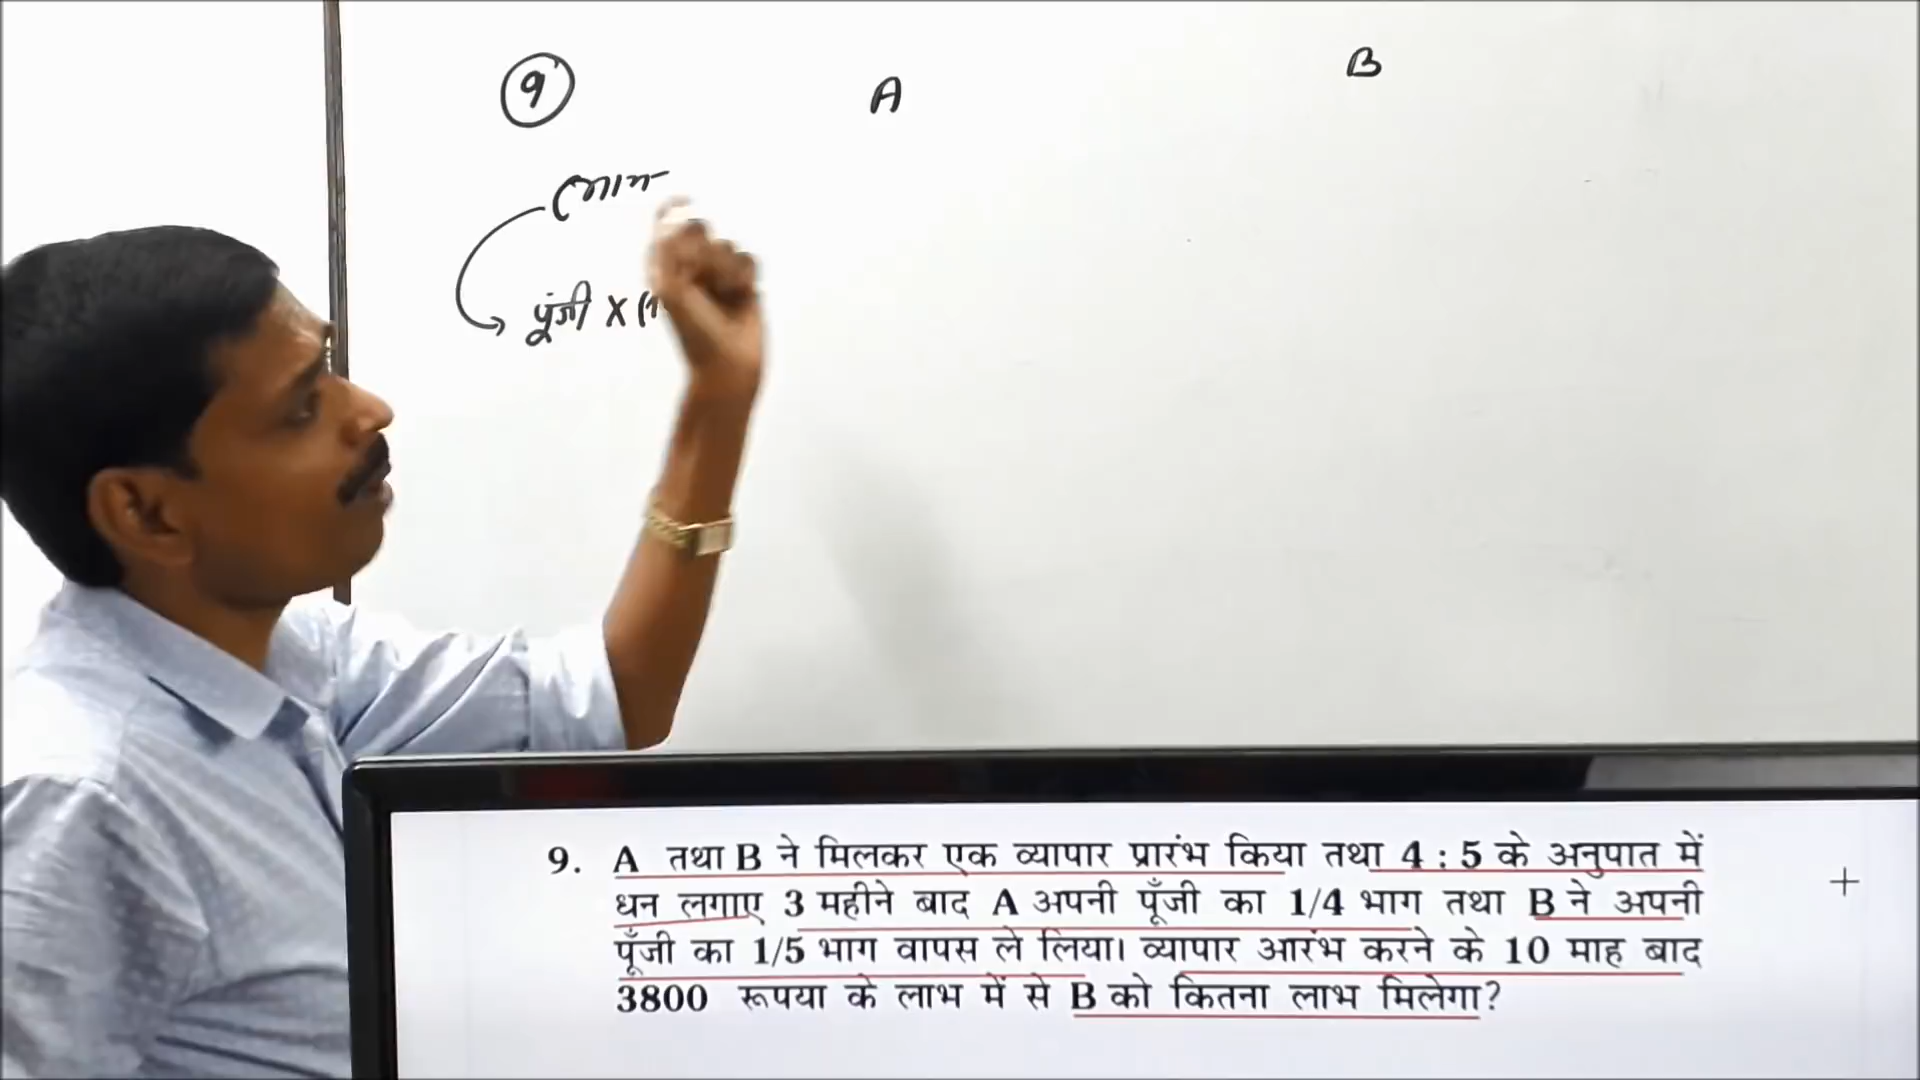 9 A B
लाभ
पूंजी X
9. A तथा B ने मिलकर एक व्यापार प्रारंभ किया तथा 4 : 5 के अनुपात में
धन लगाए 3 महीने बाद A अपनी पूँजी का 1/4 भाग तथा B ने अपनी
पूँजी का 1/5 भाग वापस ले लिया। व्यापार आरंभ करने के 10 माह बाद
3800 रूपया के लाभ में से B को कितना लाभ मिलेगा?